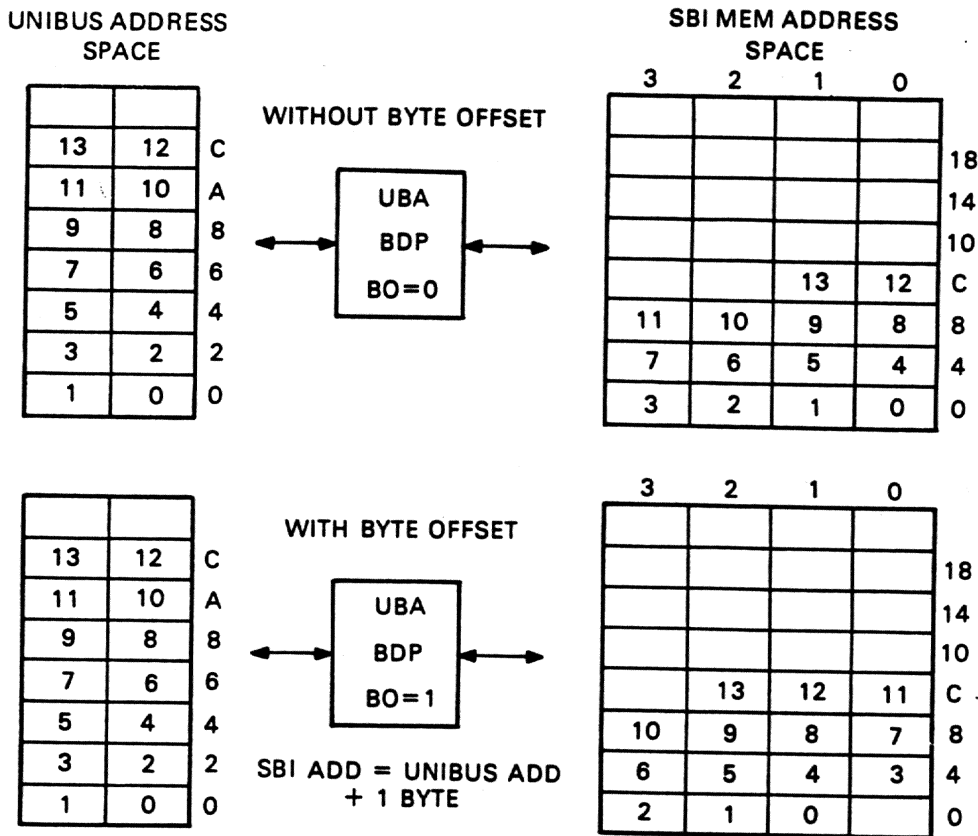 UNIBUS ADDRESS
SPACE
SBI MEM ADDRESS
SPACE
3 2 1 0
WITHOUT BYTE OFFSET
13 12 C
11 10 A
9 8 8
7 6 6
5 4 4
3 2 2
1 0 0
UBA
BDP
BO=0
18
14
10
13 12 C
11 10 9 8 8
7 6 5 4 4
3 2 1 0 0
3 2 1 0
WITH BYTE OFFSET
13 12 C
11 10 A
9 8 8
7 6 6
5 4 4
3 2 2
1 0 0
UBA
BDP
BO=1
SBI ADD = UNIBUS ADD
+ 1 BYTE
18
14
10
13 12 11 C
10 9 8 7 8
6 5 4 3 4
2 1 0 0